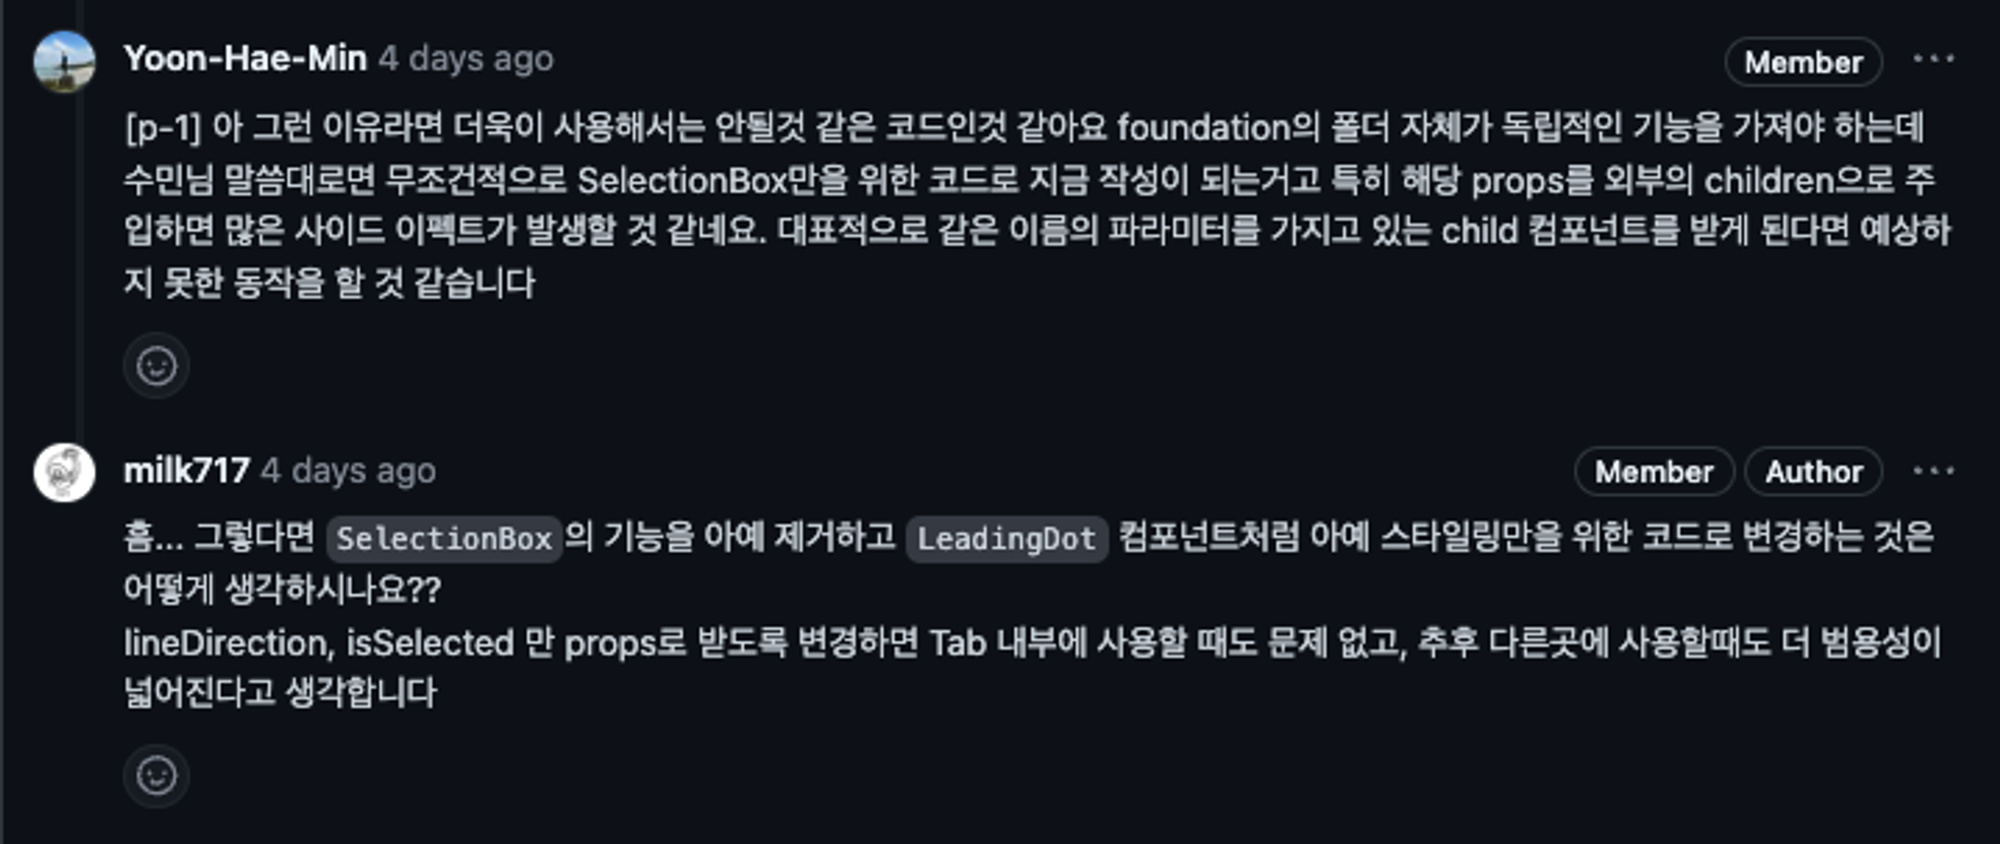 Yoon-Hae-Min 4 days ago Member ...
[p-1] 아 그런 이유라면 더욱이 사용해서는 안될것 같은 코드인것 같아요 foundation의 폴더 자체가 독립적인 기능을 가져야 하는데
수민님 말씀대로면 무조건적으로 SelectionBox만을 위한 코드로 지금 작성이 되는거고 특히 해당 props를 외부의 children으로 주
입하면 많은 사이드 이펙트가 발생할 것 같네요. 대표적으로 같은 이름의 파라미터를 가지고 있는 child 컴포넌트를 받게 된다면 예상하
지 못한 동작을 할 것 같습니다
milk717 4 days ago Member Author ...
흠... 그렇다면 SelectionBox의 기능을 아예 제거하고 LeadingDot 컴포넌트처럼 아예 스타일링만을 위한 코드로 변경하는 것은
어떻게 생각하시나요??
lineDirection, isSelected 만 props로 받도록 변경하면 Tab 내부에 사용할 때도 문제 없고, 추후 다른곳에 사용할때도 더 범용성이
넓어진다고 생각합니다